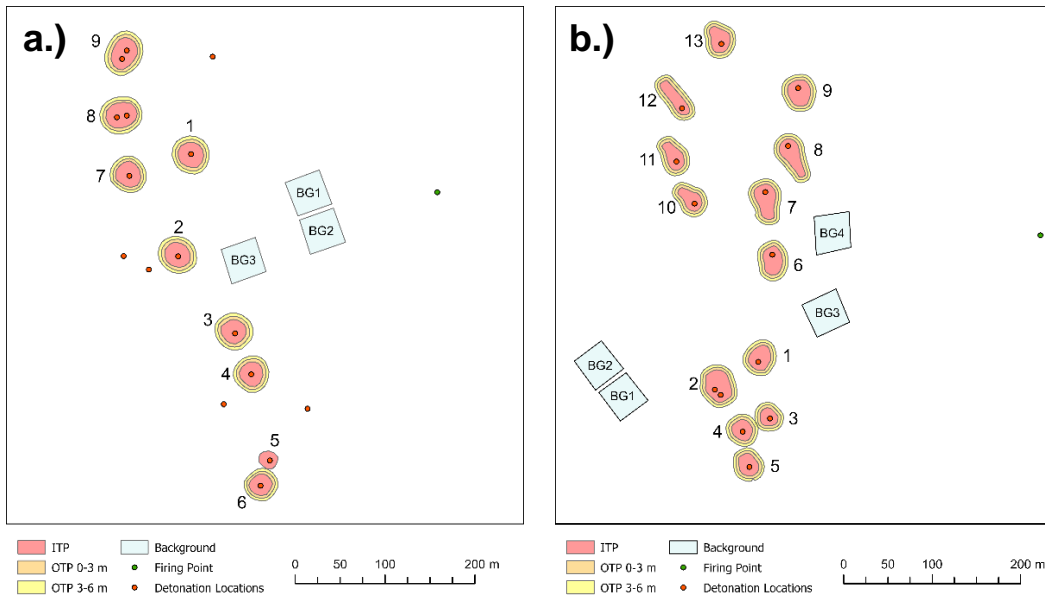 a.)
9
8
1
7
BG1
BG2
2
BG3
3
4
5
6
ITP
Background
OTP 0-3 m
Firing Point
OTP 3-6 m
Detonation Locations
0 50 100 200 m
b.)
13
12
9
11
8
10
7
BG4
6
BG3
1
BG2
2
BG1
3
4
5
ITP
Background
OTP 0-3 m
Firing Point
OTP 3-6 m
Detonation Locations
0 50 100 200 m